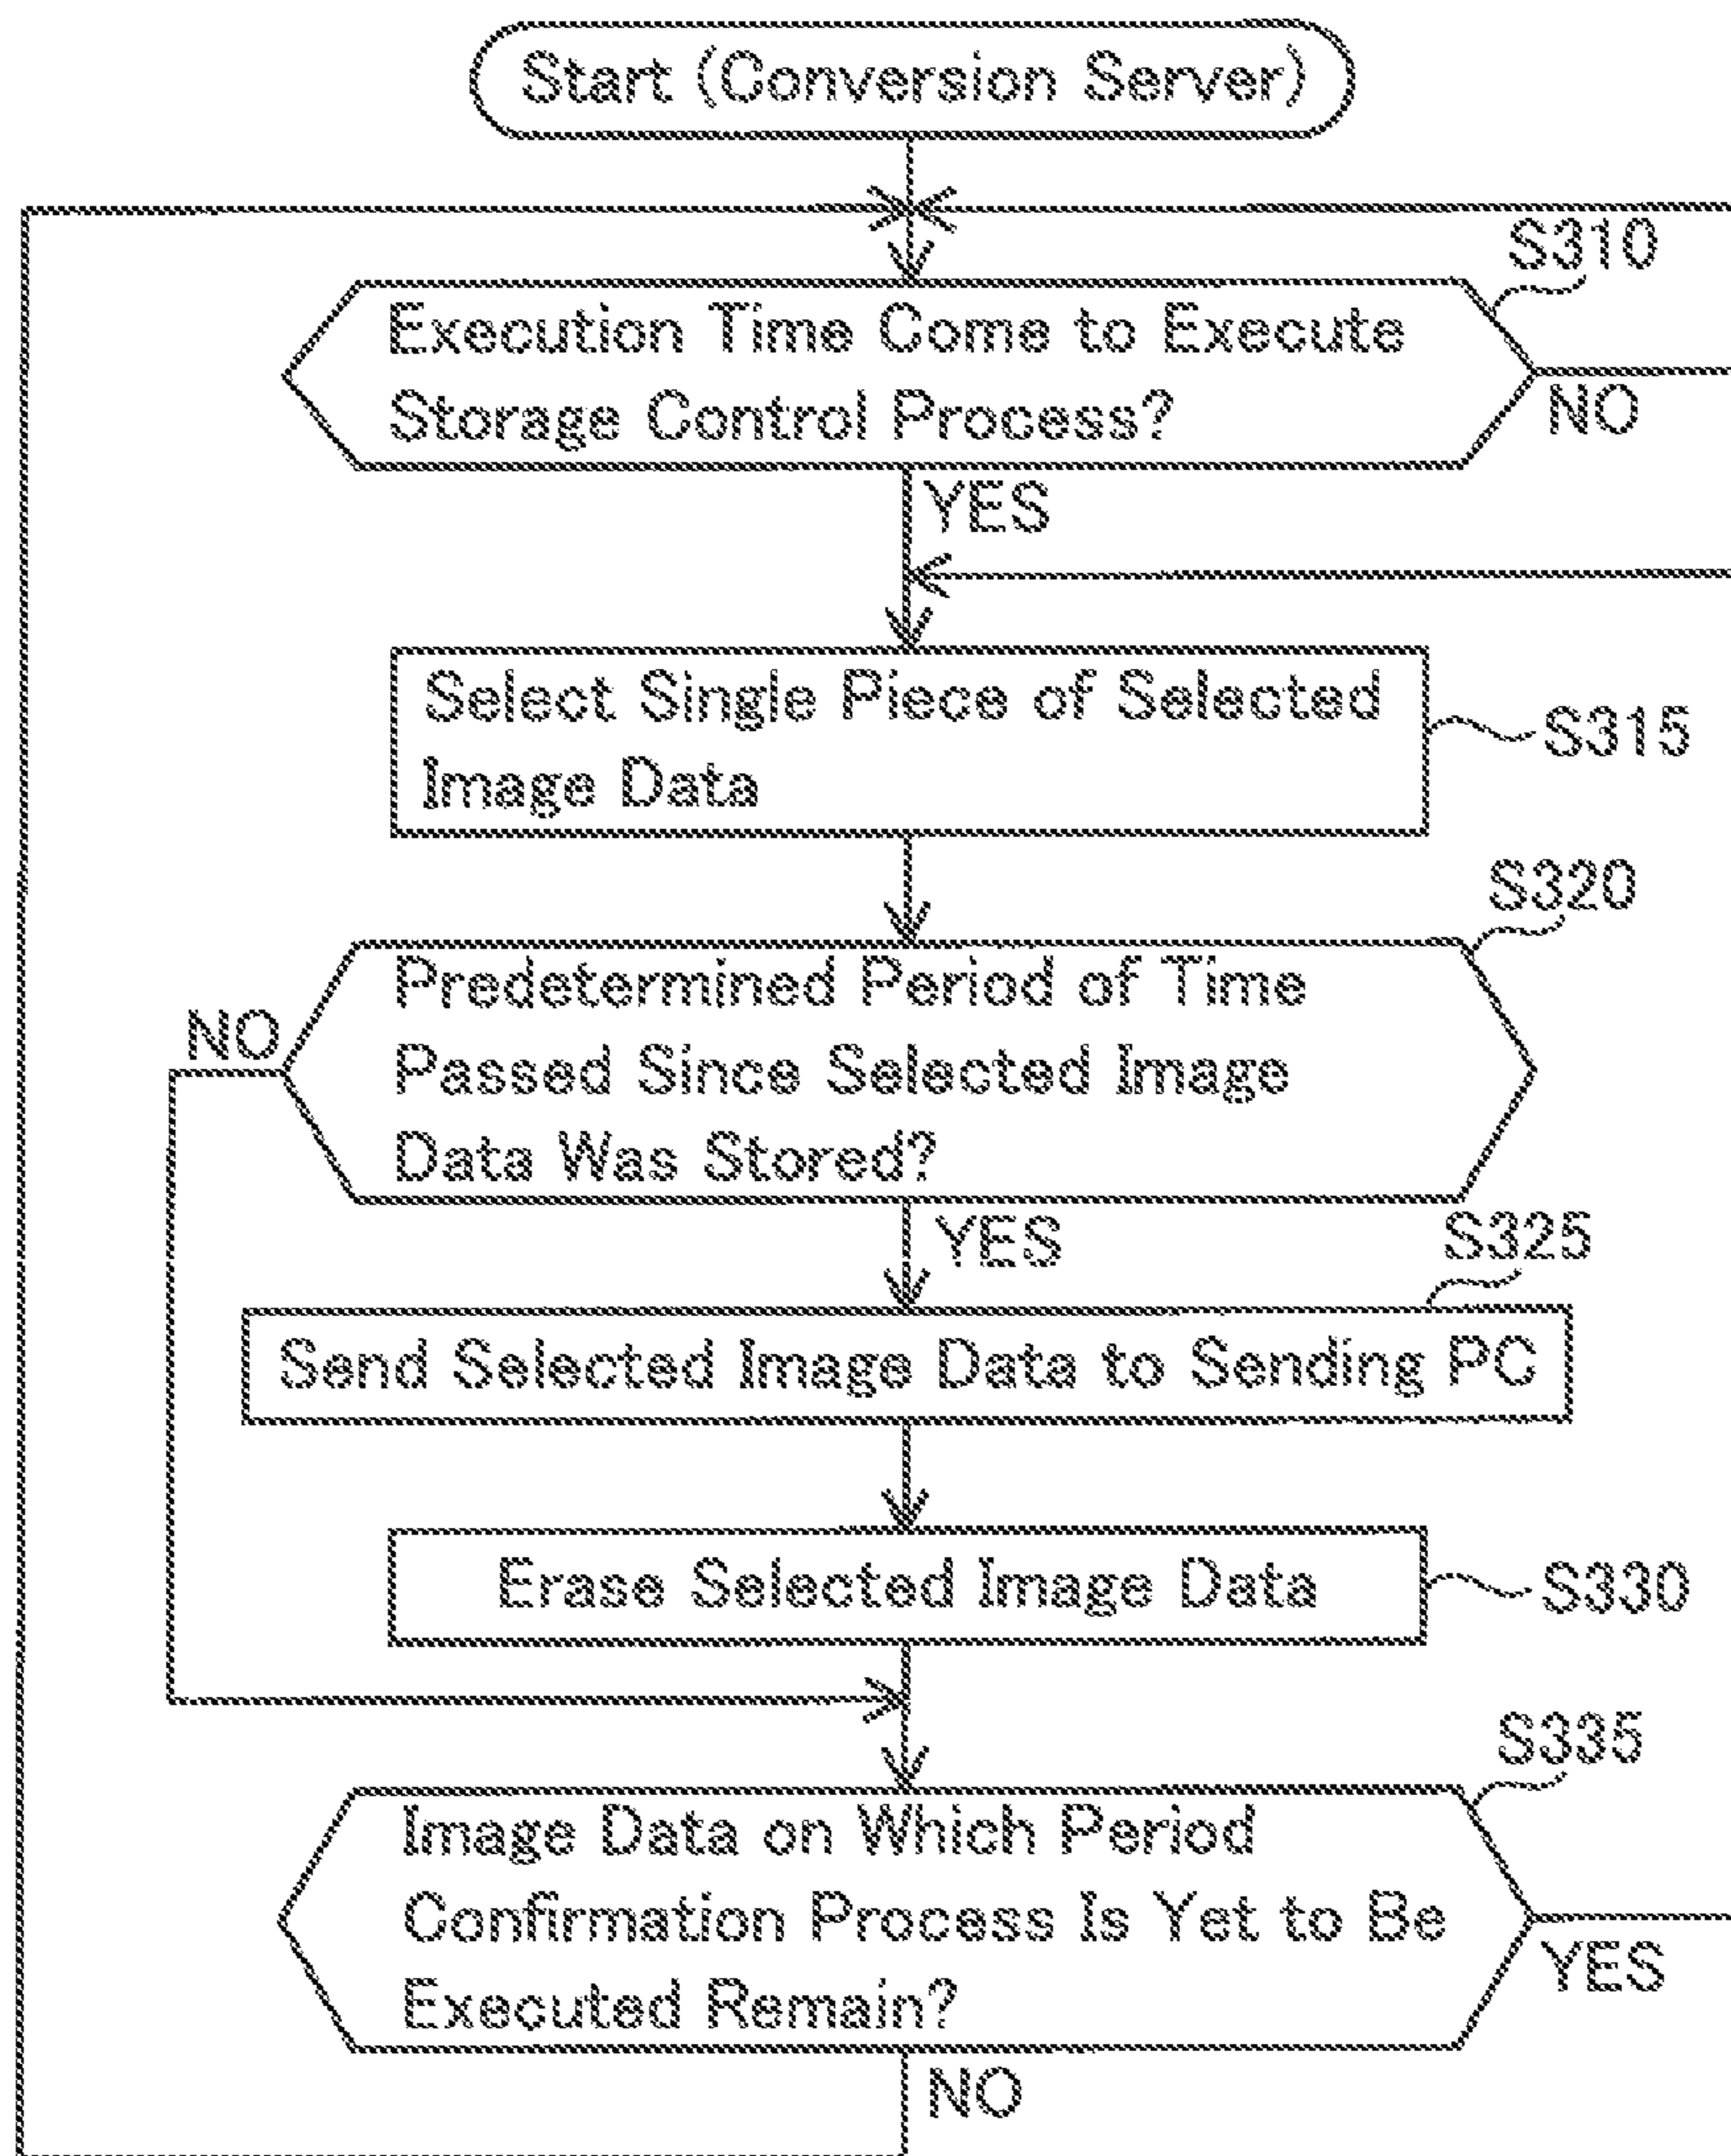 Start (Conversion Server)
S310
Execution Time Come to Execute
Storage Control Process?
NO
YES
Select Single Piece of Selected
Image Data
S315
S320
Predetermined Period of Time
Passed Since Selected Image
Data Was Stored?
NO
YES
S325
Send Selected Image Data to Sending PC
Erase Selected Image Data
S330
S335
Image Data on Which Period
Confirmation Process Is Yet to Be
Executed Remain?
YES
NO